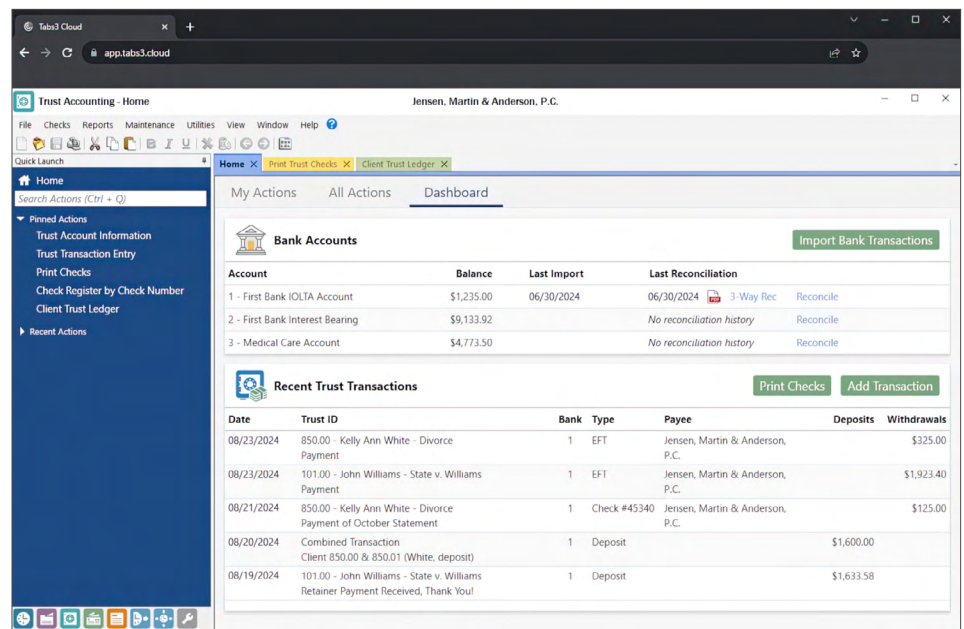 Tabs3 Cloud
app.tabs3.cloud
Trust Accounting - Home Jensen, Martin & Anderson, P.C.
File Checks Reports Maintenance Utilities View Window Help
B I U
Quick Launch Home Print Trust Checks Client Trust Ledger
Home
My Actions All Actions Dashboard
Search Actions (Ctrl + Q)
Pinned Actions
Trust Account Information
Trust Transaction Entry
Print Checks
Check Register by Check Number
Client Trust Ledger
Recent Actions
Bank Accounts Import Bank Transactions
Account Balance Last Import Last Reconciliation
1 - First Bank IOLTA Account $1,235.00 06/30/2024 06/30/2024 3-Way Rec Reconcile
2 - First Bank Interest Bearing $9,133.92 No reconciliation history Reconcile
3 - Medical Care Account $4,773.50 No reconciliation history Reconcile
Recent Trust Transactions Print Checks Add Transaction
Date Trust ID Bank Type Payee Deposits Withdrawals
08/23/2024 850.00 - Kelly Ann White - Divorce 1 EFT Jensen, Martin & Anderson, $325.00
Payment P.C.
08/23/2024 101.00 - John Williams - State v. Williams 1 EFT Jensen, Martin & Anderson, $1,923.40
Payment P.C.
08/21/2024 850.00 - Kelly Ann White - Divorce 1 Check #45340 Jensen, Martin & Anderson, $125.00
Payment of October Statement P.C.
08/20/2024 Combined Transaction 1 Deposit $1,600.00
Client 850.00 & 850.01 (White, deposit)
08/19/2024 101.00 - John Williams - State v. Williams 1 Deposit $1,633.58
Retainer Payment Received, Thank You!